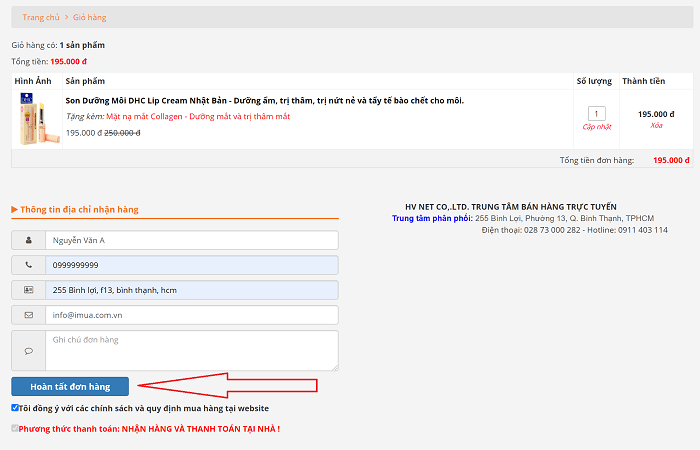 Trang chủ > Giỏ hàng
Giỏ hàng có: 1 sản phẩm
Tổng tiền: 195.000 đ
Hình Ảnh Sản phẩm Số lượng Thành tiền
Son Dưỡng Môi DHC Lip Cream Nhật Bản - Dưỡng ẩm, trị thâm, trị nứt nẻ và tẩy tế bào chết cho môi.
Tặng kèm: Mặt nạ mắt Collagen - Dưỡng mắt và trị thâm mắt
195.000 đ 250.000 đ
1
Cập nhật
195.000 đ
Xóa
Tổng tiền đơn hàng: 195.000 đ
Thông tin địa chỉ nhận hàng
Nguyễn Văn A
0999999999
255 Bình lợi, f13, bình thạnh, hcm
info@imua.com.vn
Ghi chú đơn hàng
Hoàn tất đơn hàng
Tôi đồng ý với các chính sách và quy định mua hàng tại website
Phương thức thanh toán: NHẬN HÀNG VÀ THANH TOÁN TẠI NHÀ !
HV NET CO,.LTD. TRUNG TÂM BÁN HÀNG TRỰC TUYẾN
Trung tâm phân phối: 255 Bình Lợi, Phường 13, Q. Bình Thạnh, TPHCM
Điện thoại: 028 73 000 282 - Hotline: 0911 403 114